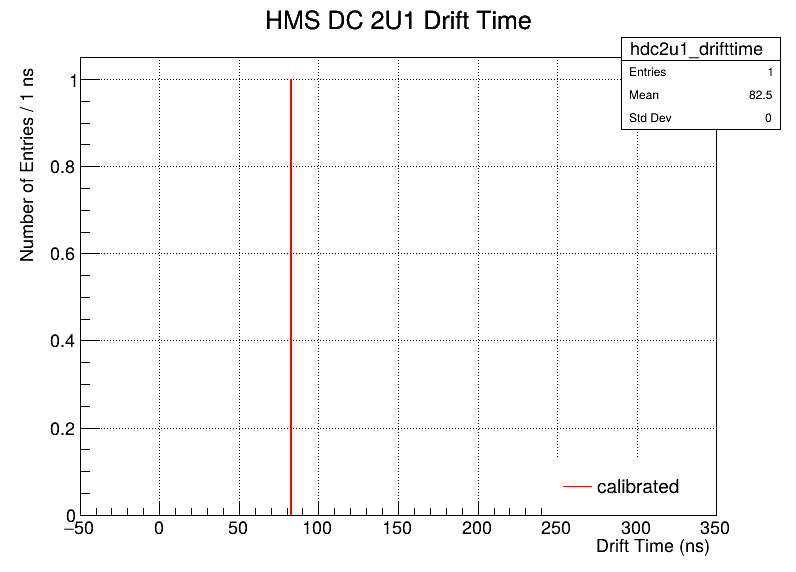 HMS DC 2U1 Drift Time
hdc2u1_drifttime
Entries 1
Mean 82.5
Std Dev 0
Number of Entries / 1 ns
1
0.8
0.6
0.4
0.2
0
−50 0 50 100 150 200 250 300 350
calibrated
Drift Time (ns)